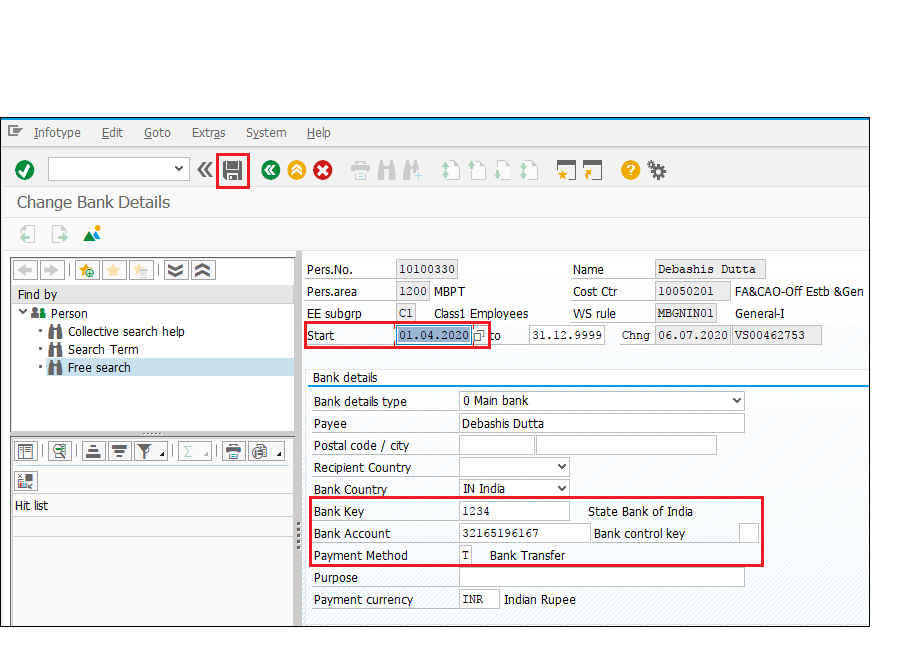 Infotype Edit Goto Extras System Help
Change Bank Details
Find by
Person
Collective search help
Search Term
Free search
Hit list
Pers.No. 10100330 Name Debashis Dutta
Pers.area 1200 MBPT Cost Ctr 10050201 FA&CAO-Off Estb &Gen
EE subgrp C1 Class1 Employees WS rule MBGNIN01 General-I
Start 01.04.2020 to 31.12.9999 Chng 06.07.2020 VS00462753
Bank details
Bank details type 0 Main bank
Payee Debashis Dutta
Postal code / city
Recipient Country
Bank Country IN India
Bank Key 1234 State Bank of India
Bank Account 32165196167 Bank control key
Payment Method T Bank Transfer
Purpose
Payment currency INR Indian Rupee